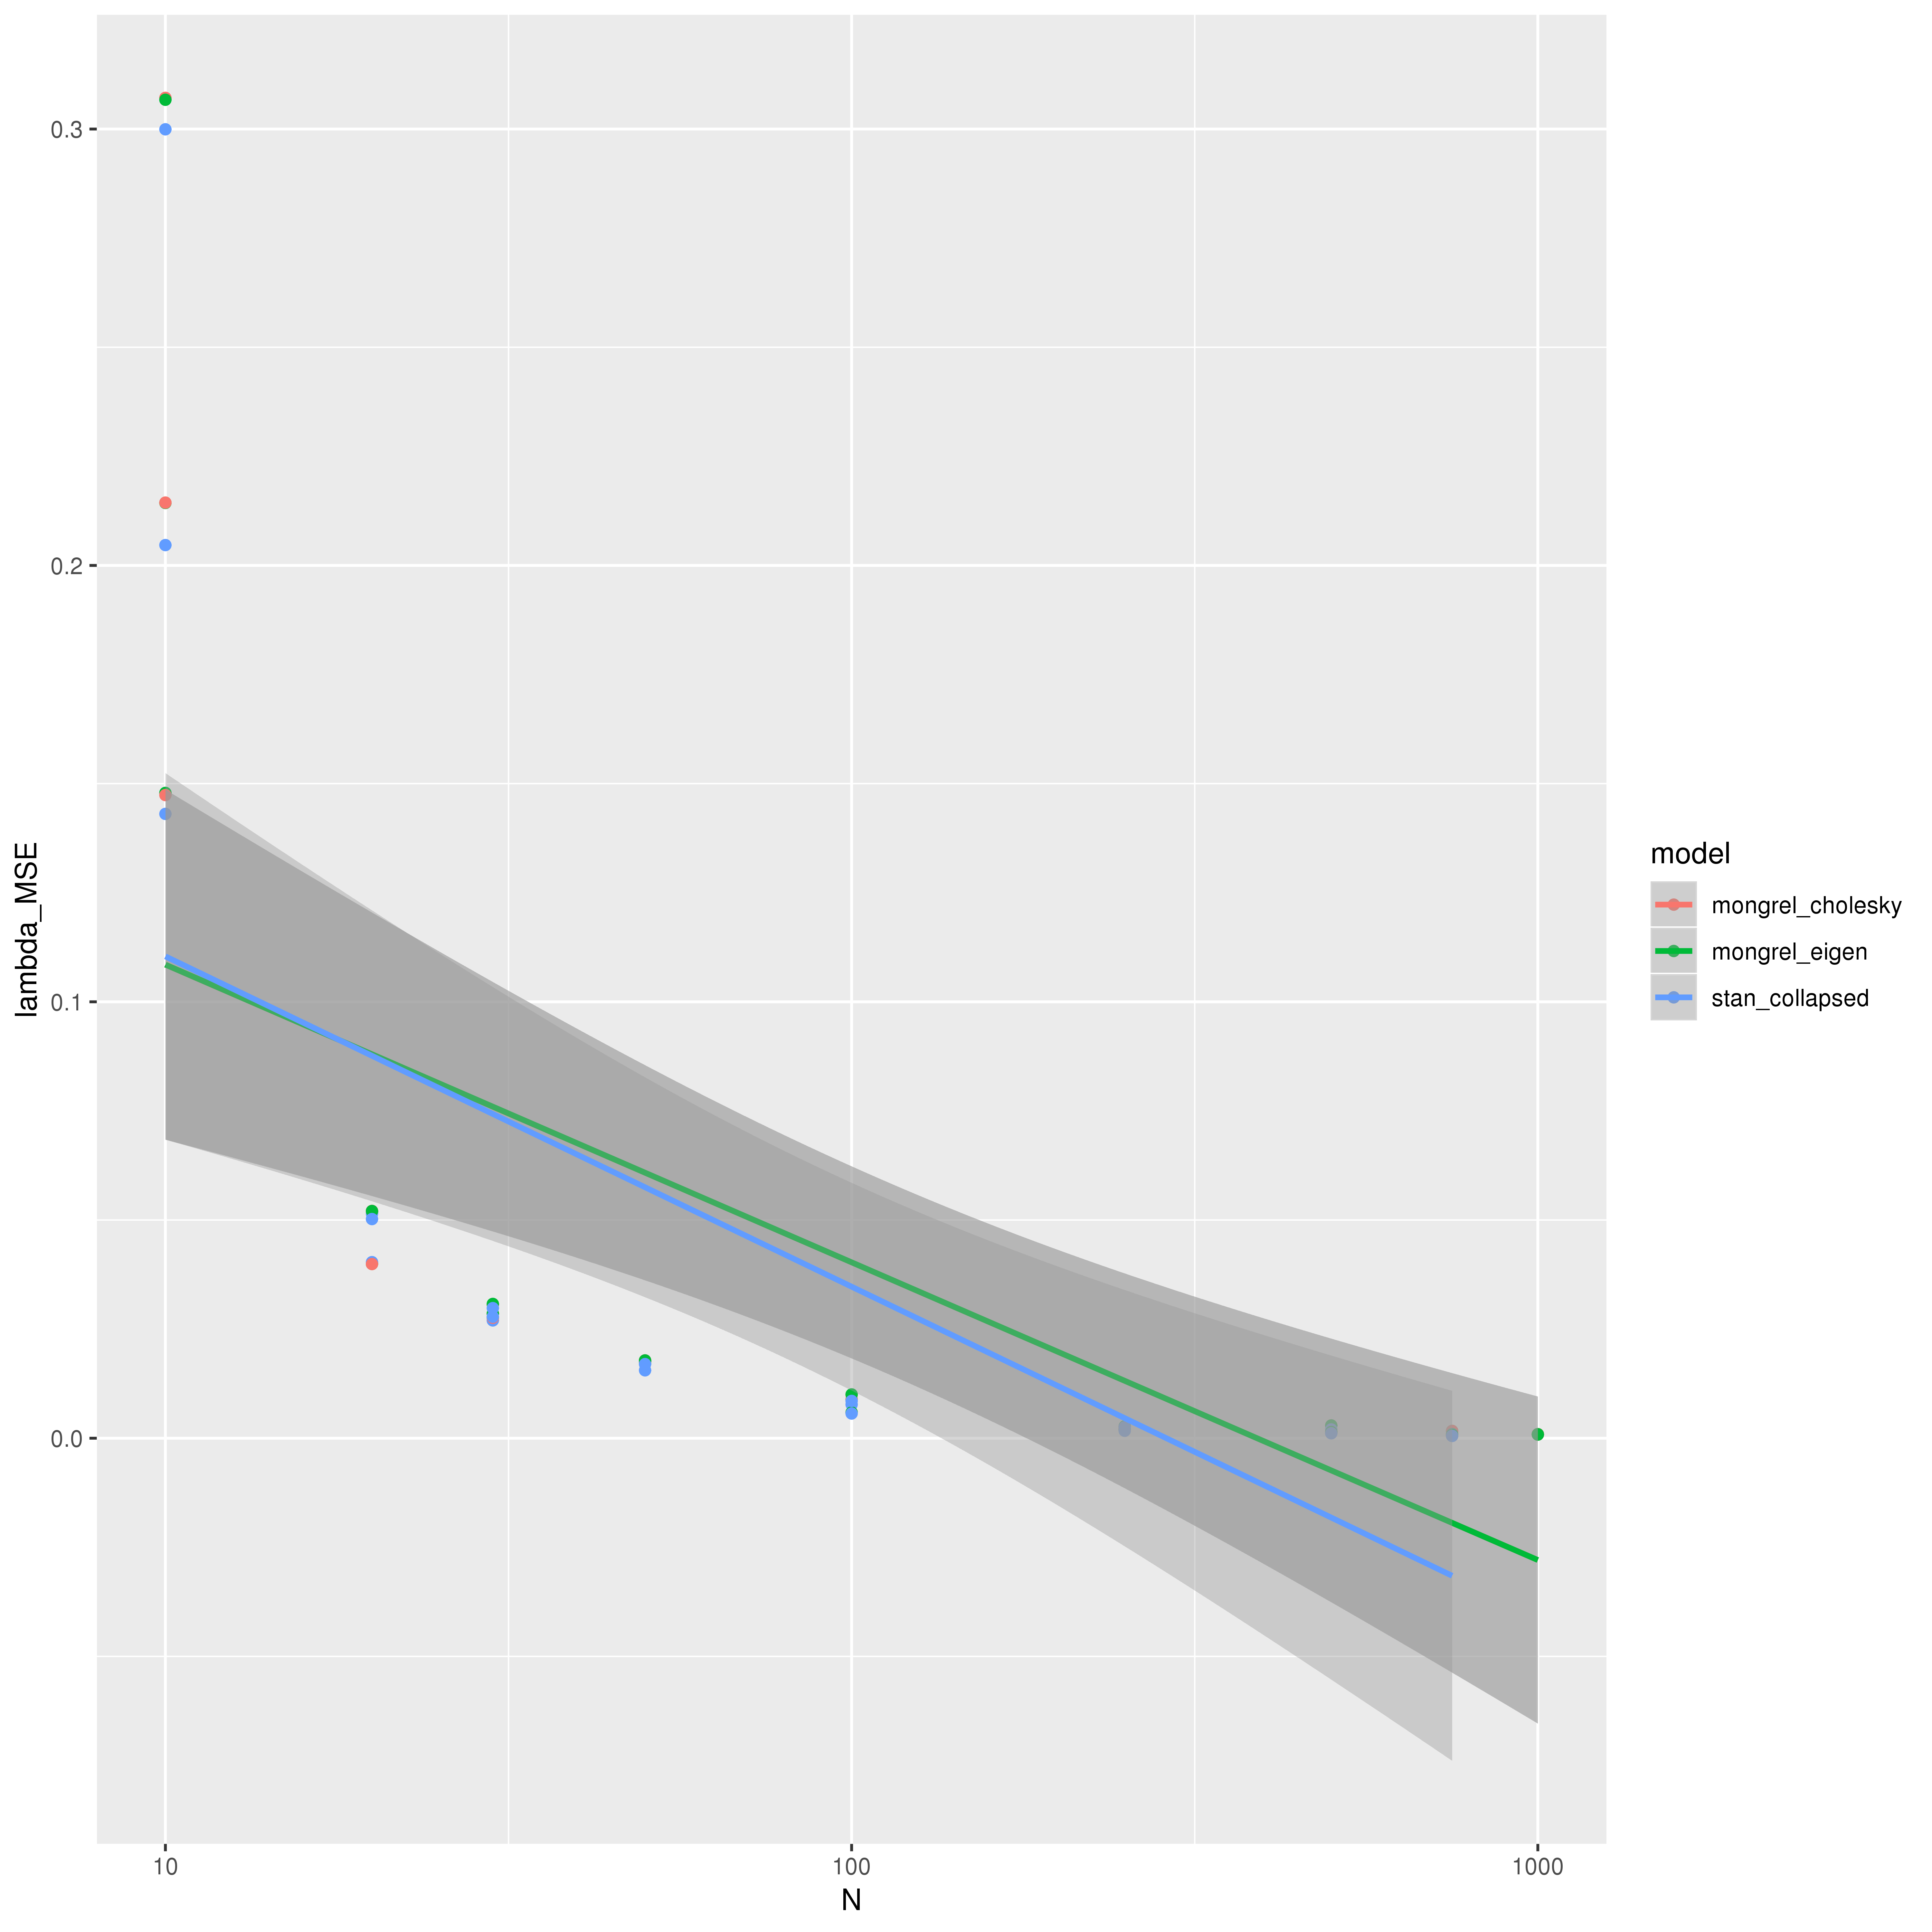 0.3
0.2
0.1
0.0
lambda_MSE
10
100
1000
N
model
mongrel_cholesky
mongrel_eigen
stan_collapsed